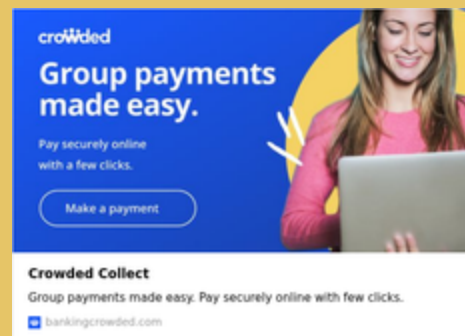 crowded
Group payments
made easy.
Pay securely online
with a few clicks.
Make a payment
Crowded Collect
Group payments made easy. Pay securely online with few clicks.
bankingcrowded.com